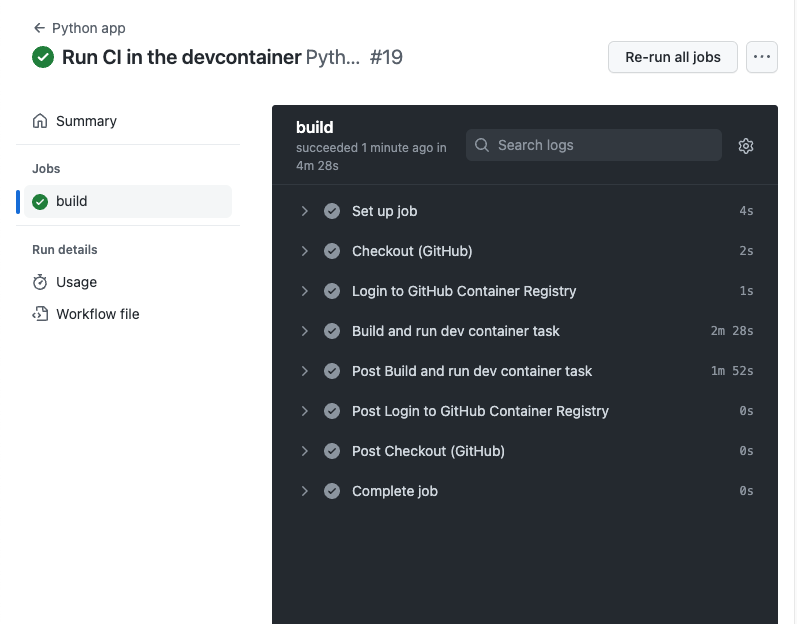 Python app
Run CI in the devcontainer Pyth... #19
Re-run all jobs
Summary
Jobs
build
Run details
Usage
Workflow file
build
succeeded 1 minute ago in
4m 28s
Search logs
Set up job 4s
Checkout (GitHub) 2s
Login to GitHub Container Registry 1s
Build and run dev container task 2m 28s
Post Build and run dev container task 1m 52s
Post Login to GitHub Container Registry 0s
Post Checkout (GitHub) 0s
Complete job 0s